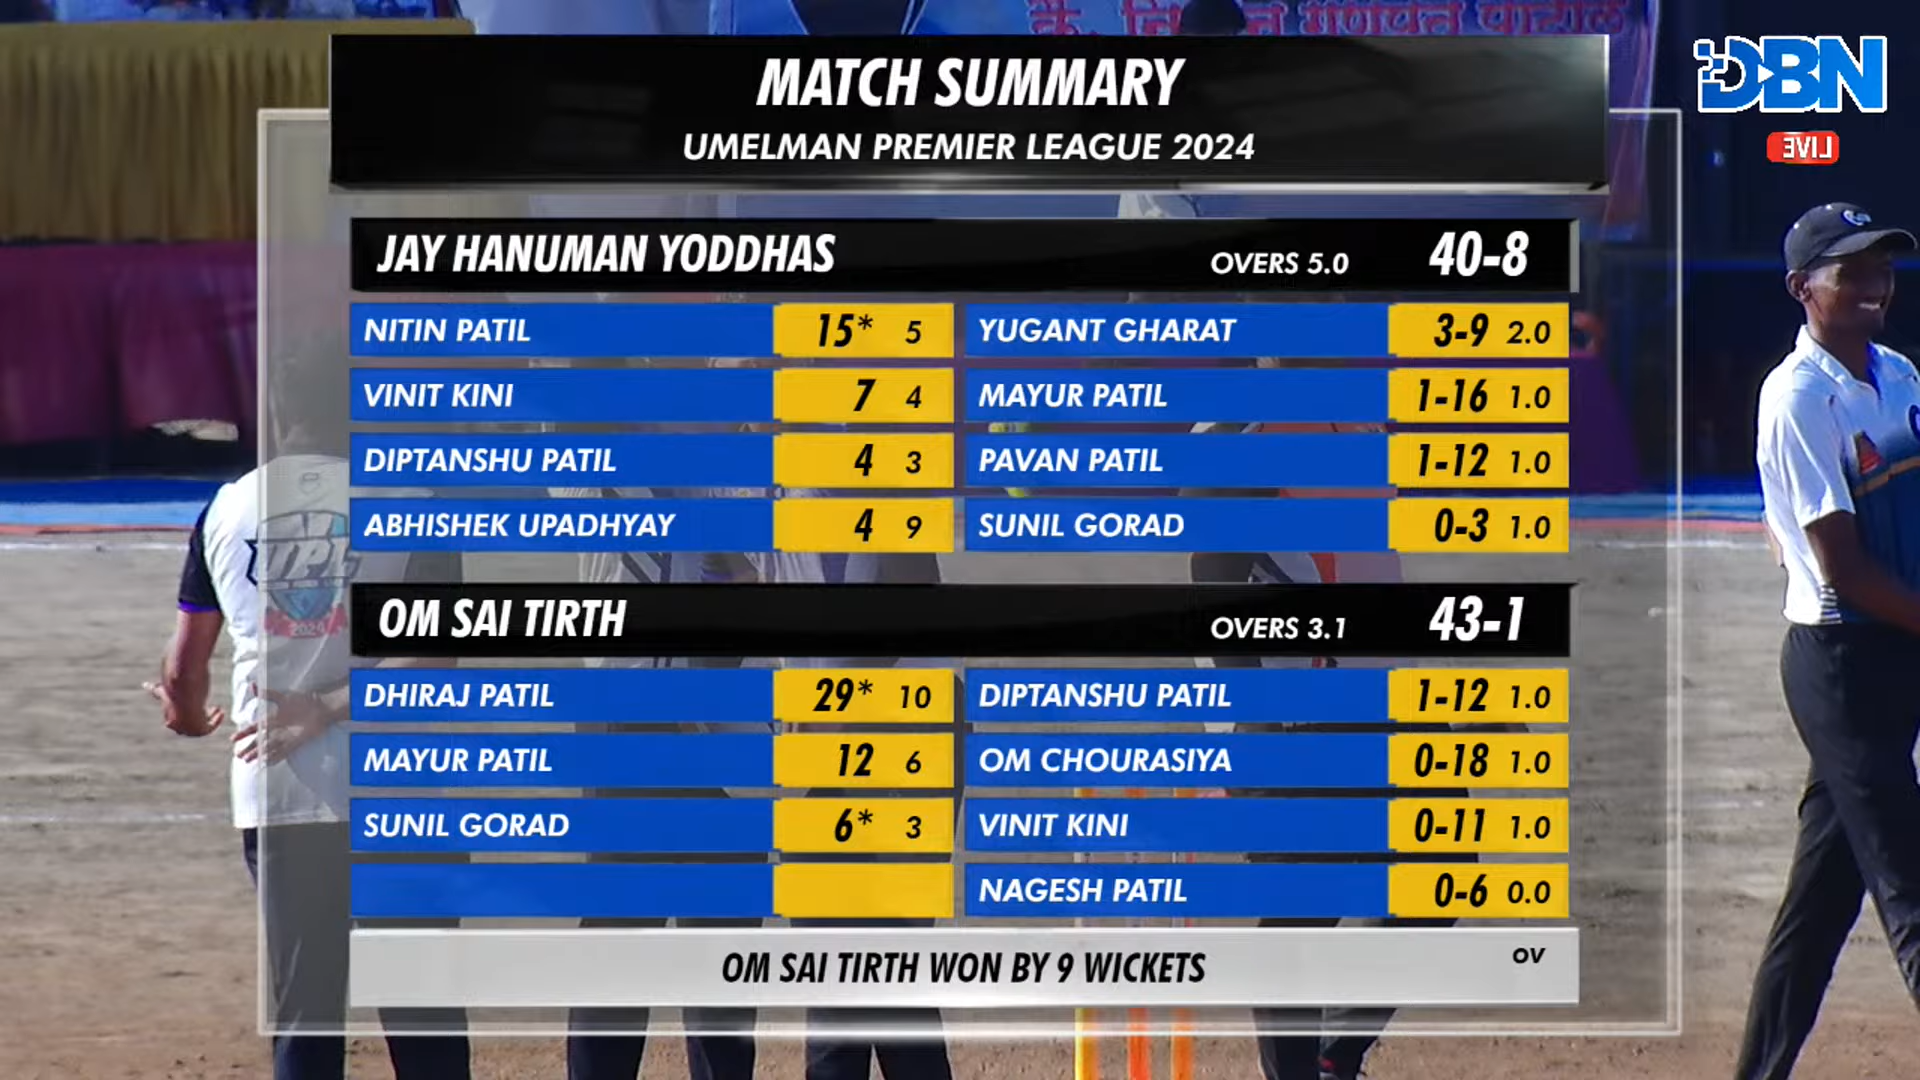 कै. नि
गणपत पाटील
DBN
LIVE
MATCH SUMMARY
UMELMAN PREMIER LEAGUE 2024
JAY HANUMAN YODDHAS OVERS 5.0 40-8
NITIN PATIL 15* 5 YUGANT GHARAT 3-9 2.0
VINIT KINI 7 4 MAYUR PATIL 1-16 1.0
DIPTANSHU PATIL 4 3 PAVAN PATIL 1-12 1.0
ABHISHEK UPADHYAY 4 9 SUNIL GORAD 0-3 1.0
UPL
2024
OM SAI TIRTH OVERS 3.1 43-1
DHIRAJ PATIL 29* 10 DIPTANSHU PATIL 1-12 1.0
MAYUR PATIL 12 6 OM CHOURASIYA 0-18 1.0
SUNIL GORAD 6* 3 VINIT KINI 0-11 1.0
NAGESH PATIL 0-6 0.0
OM SAI TIRTH WON BY 9 WICKETS OV